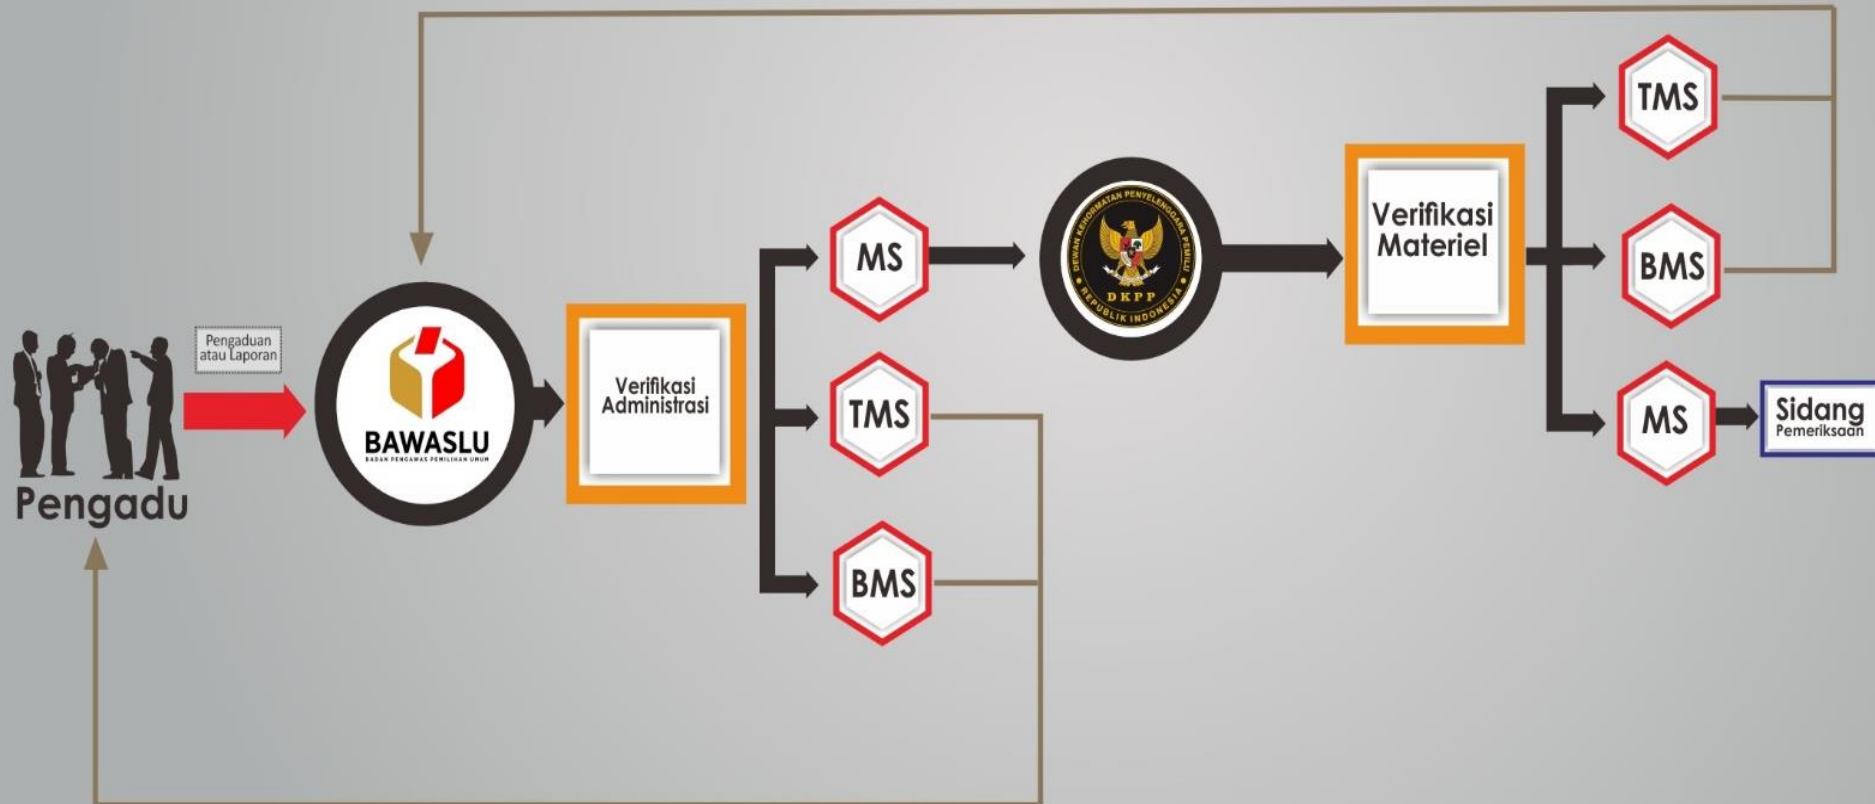 Pengadu
Pengaduan
atau Laporan
BAWASLU
BADAN PENGAWAS PEMILIHAN UMUM
Verifikasi
Administrasi
MS
TMS
BMS
DEWAN KEHORMATAN PENYELENGGARA PEMILU
DKPP
REPUBLIK INDONESIA
Verifikasi
Materiel
TMS
BMS
MS
Sidang
Pemeriksaan